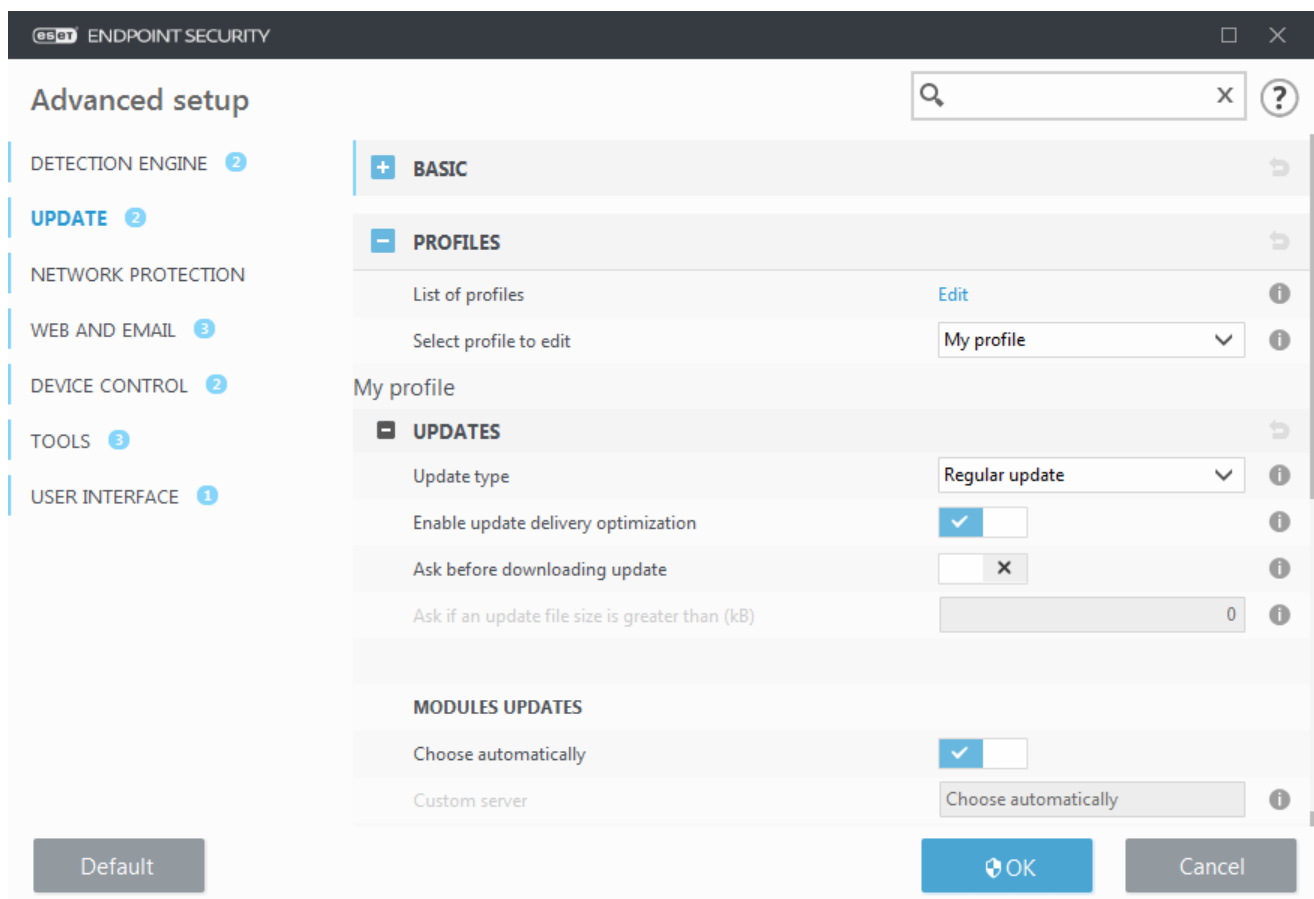 eset ENDPOINT SECURITY
Advanced setup
X
?
DETECTION ENGINE 2
UPDATE 2
NETWORK PROTECTION
WEB AND EMAIL 3
DEVICE CONTROL 2
TOOLS 3
USER INTERFACE 1
BASIC
PROFILES
List of profiles Edit
Select profile to edit My profile
My profile
UPDATES
Update type Regular update
Enable update delivery optimization
Ask before downloading update
Ask if an update file size is greater than (kB) 0
MODULES UPDATES
Choose automatically
Custom server Choose automatically
Default
OK
Cancel